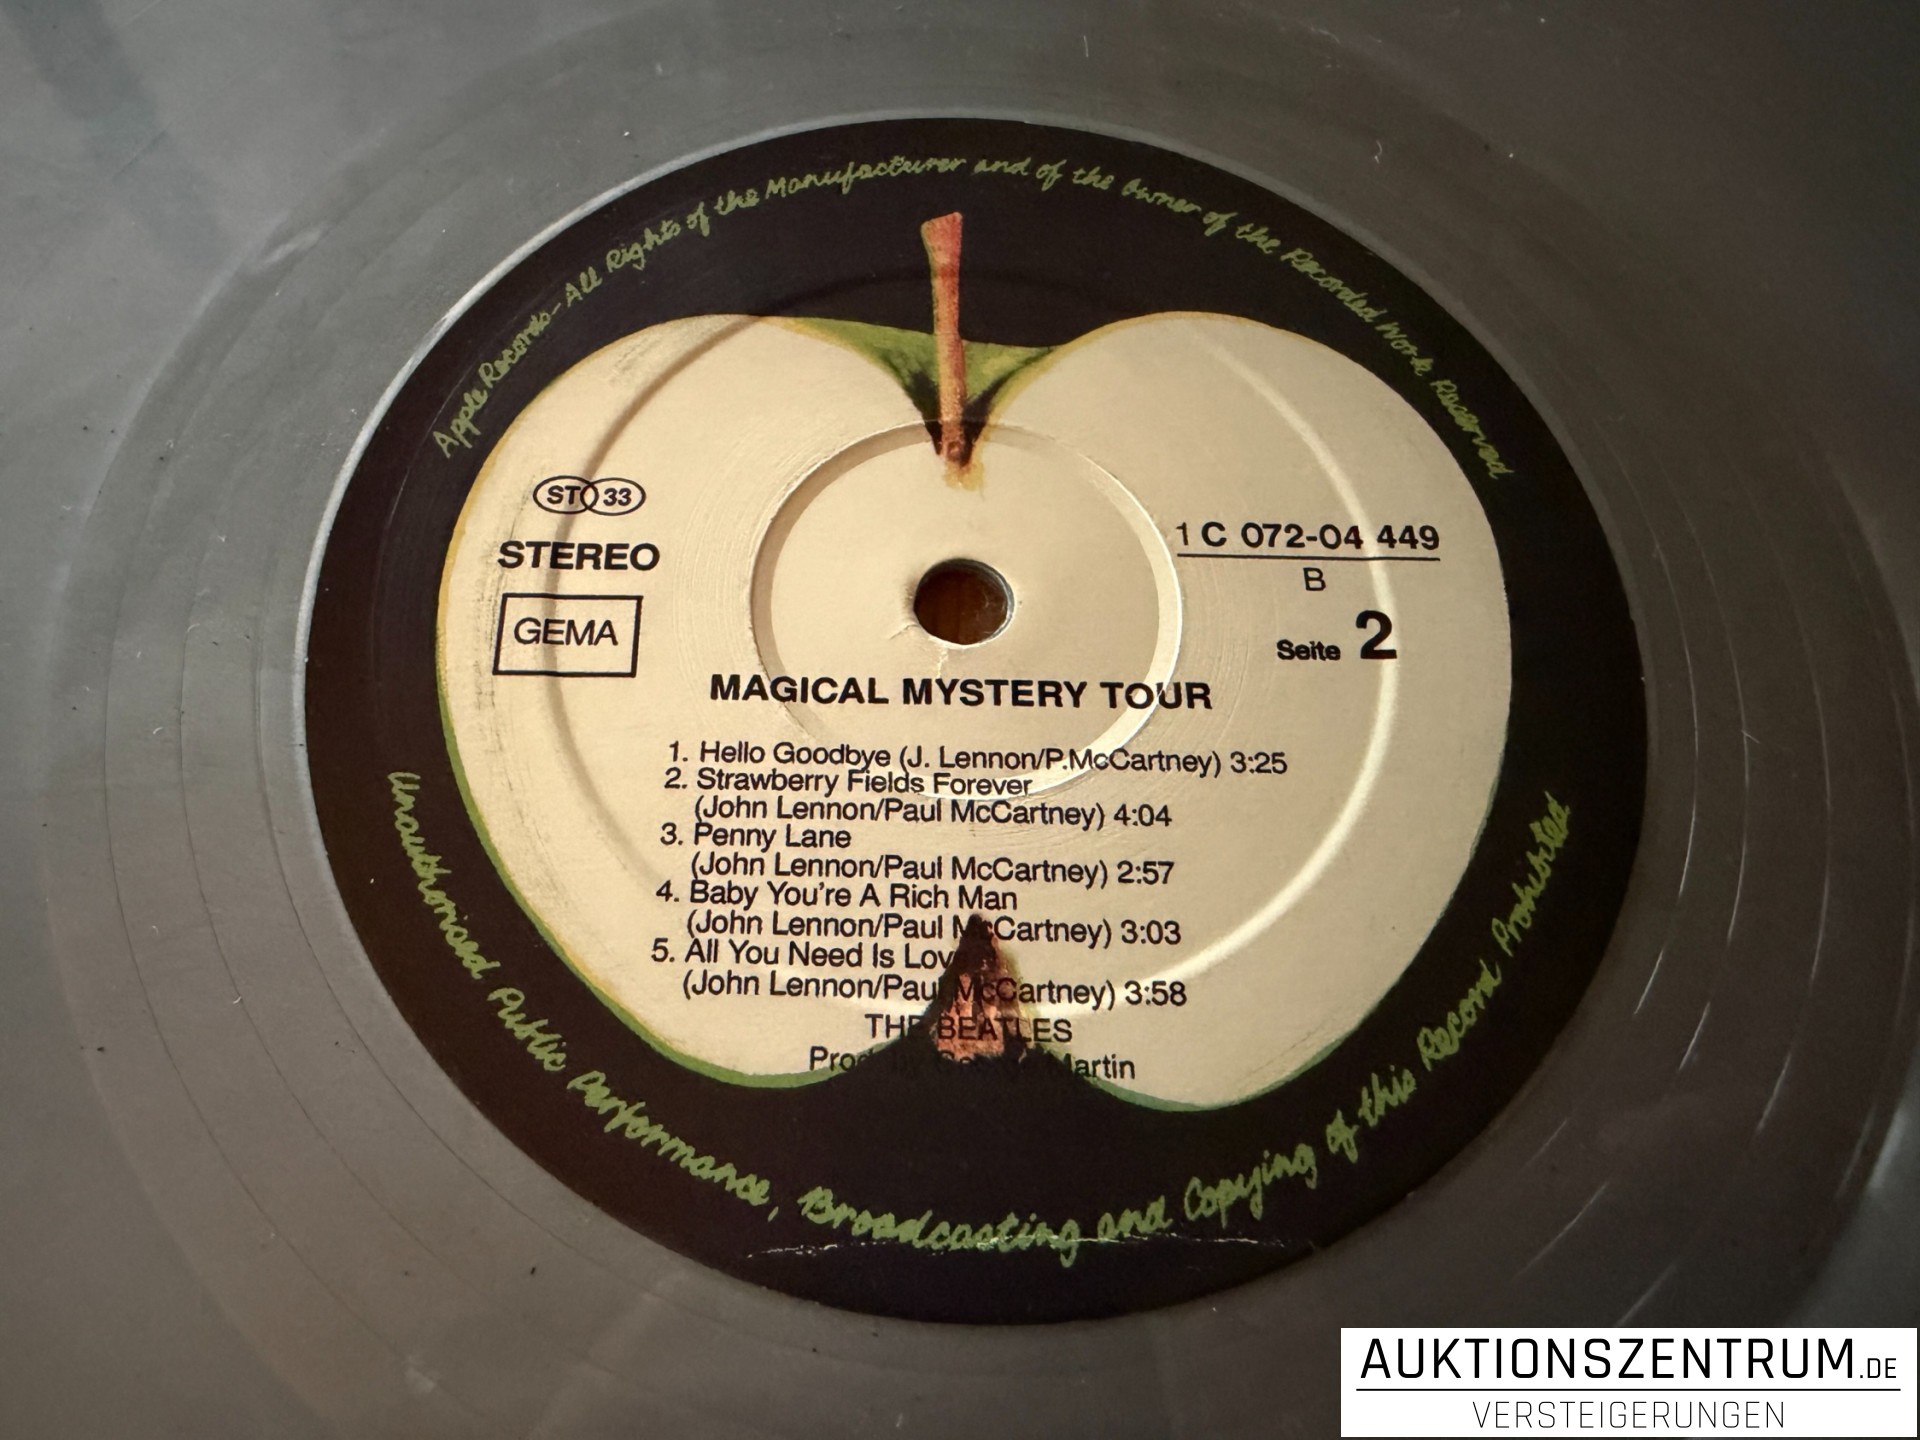 Apple Records-All Rights of the Manufacturer and of the Owner of the Recorded Work Reserved
ST 33
STEREO
GEMA
1 C 072-04 449
B
Seite 2
MAGICAL MYSTERY TOUR
1. Hello Goodbye (J. Lennon/P.McCartney) 3:25
2. Strawberry Fields Forever
(John Lennon/Paul McCartney) 4:04
3. Penny Lane
(John Lennon/Paul McCartney) 2:57
4. Baby You're A Rich Man
(John Lennon/Paul McCartney) 3:03
5. All You Need Is Love
(John Lennon/Paul McCartney) 3:58
THE BEATLES
Prod. by George Martin
Unauthorised Public Performance, Broadcasting and Copying of this Record Prohibited
AUKTIONSZENTRUM.DE
VERSTEIGERUNGEN